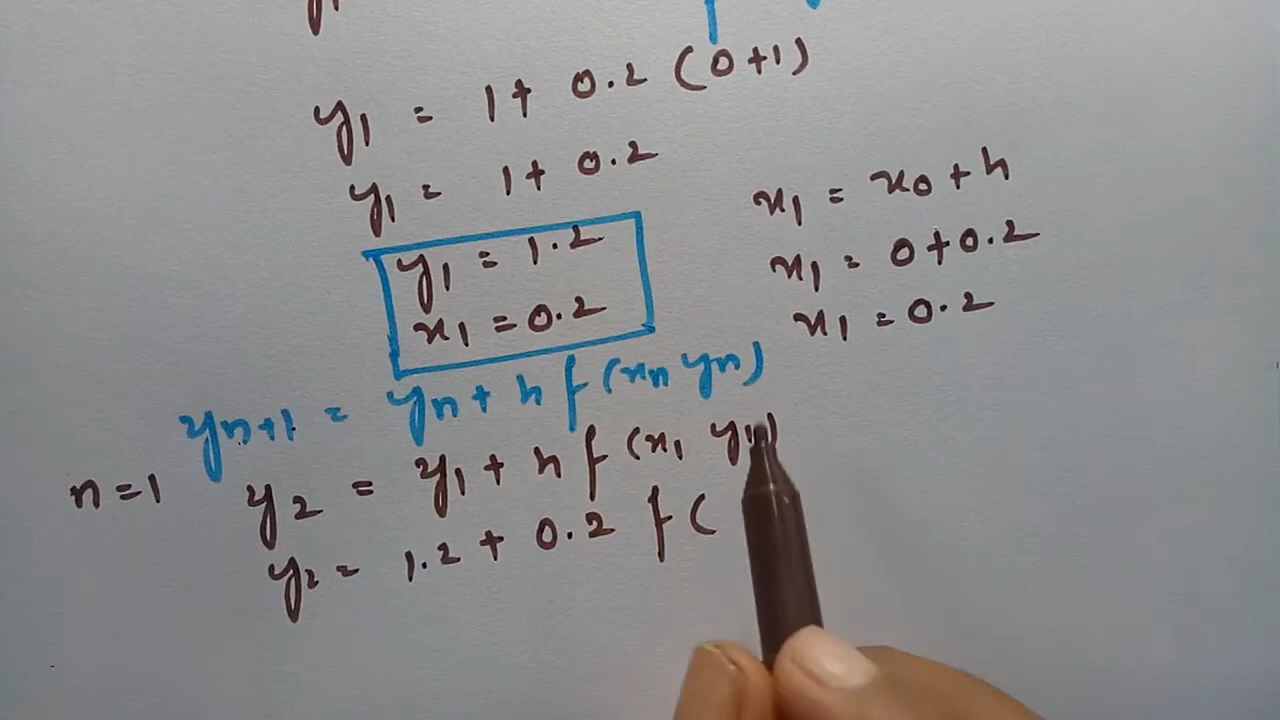 y1 = 1 + 0.2 (0+1)
y1 = 1 + 0.2
y1 = 1.2
x1 = 0.2
x1 = x0 + h
x1 = 0 + 0.2
x1 = 0.2
yn+1 = yn + h f (xn yn)
n=1 y2 = y1 + h f (x1 y1)
y2 = 1.2 + 0.2 f (